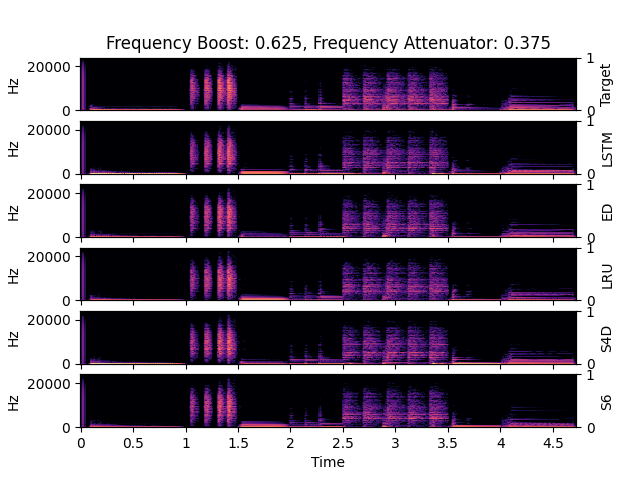 Frequency Boost: 0.625, Frequency Attenuator: 0.375
Hz 20000 0 1 0 Target
Hz 20000 0 1 0 LSTM
Hz 20000 0 1 0 ED
Hz 20000 0 1 0 LRU
Hz 20000 0 1 0 S4D
Hz 20000 0 1 0 S6
0 0.5 1 1.5 2 2.5 3 3.5 4 4.5
Time